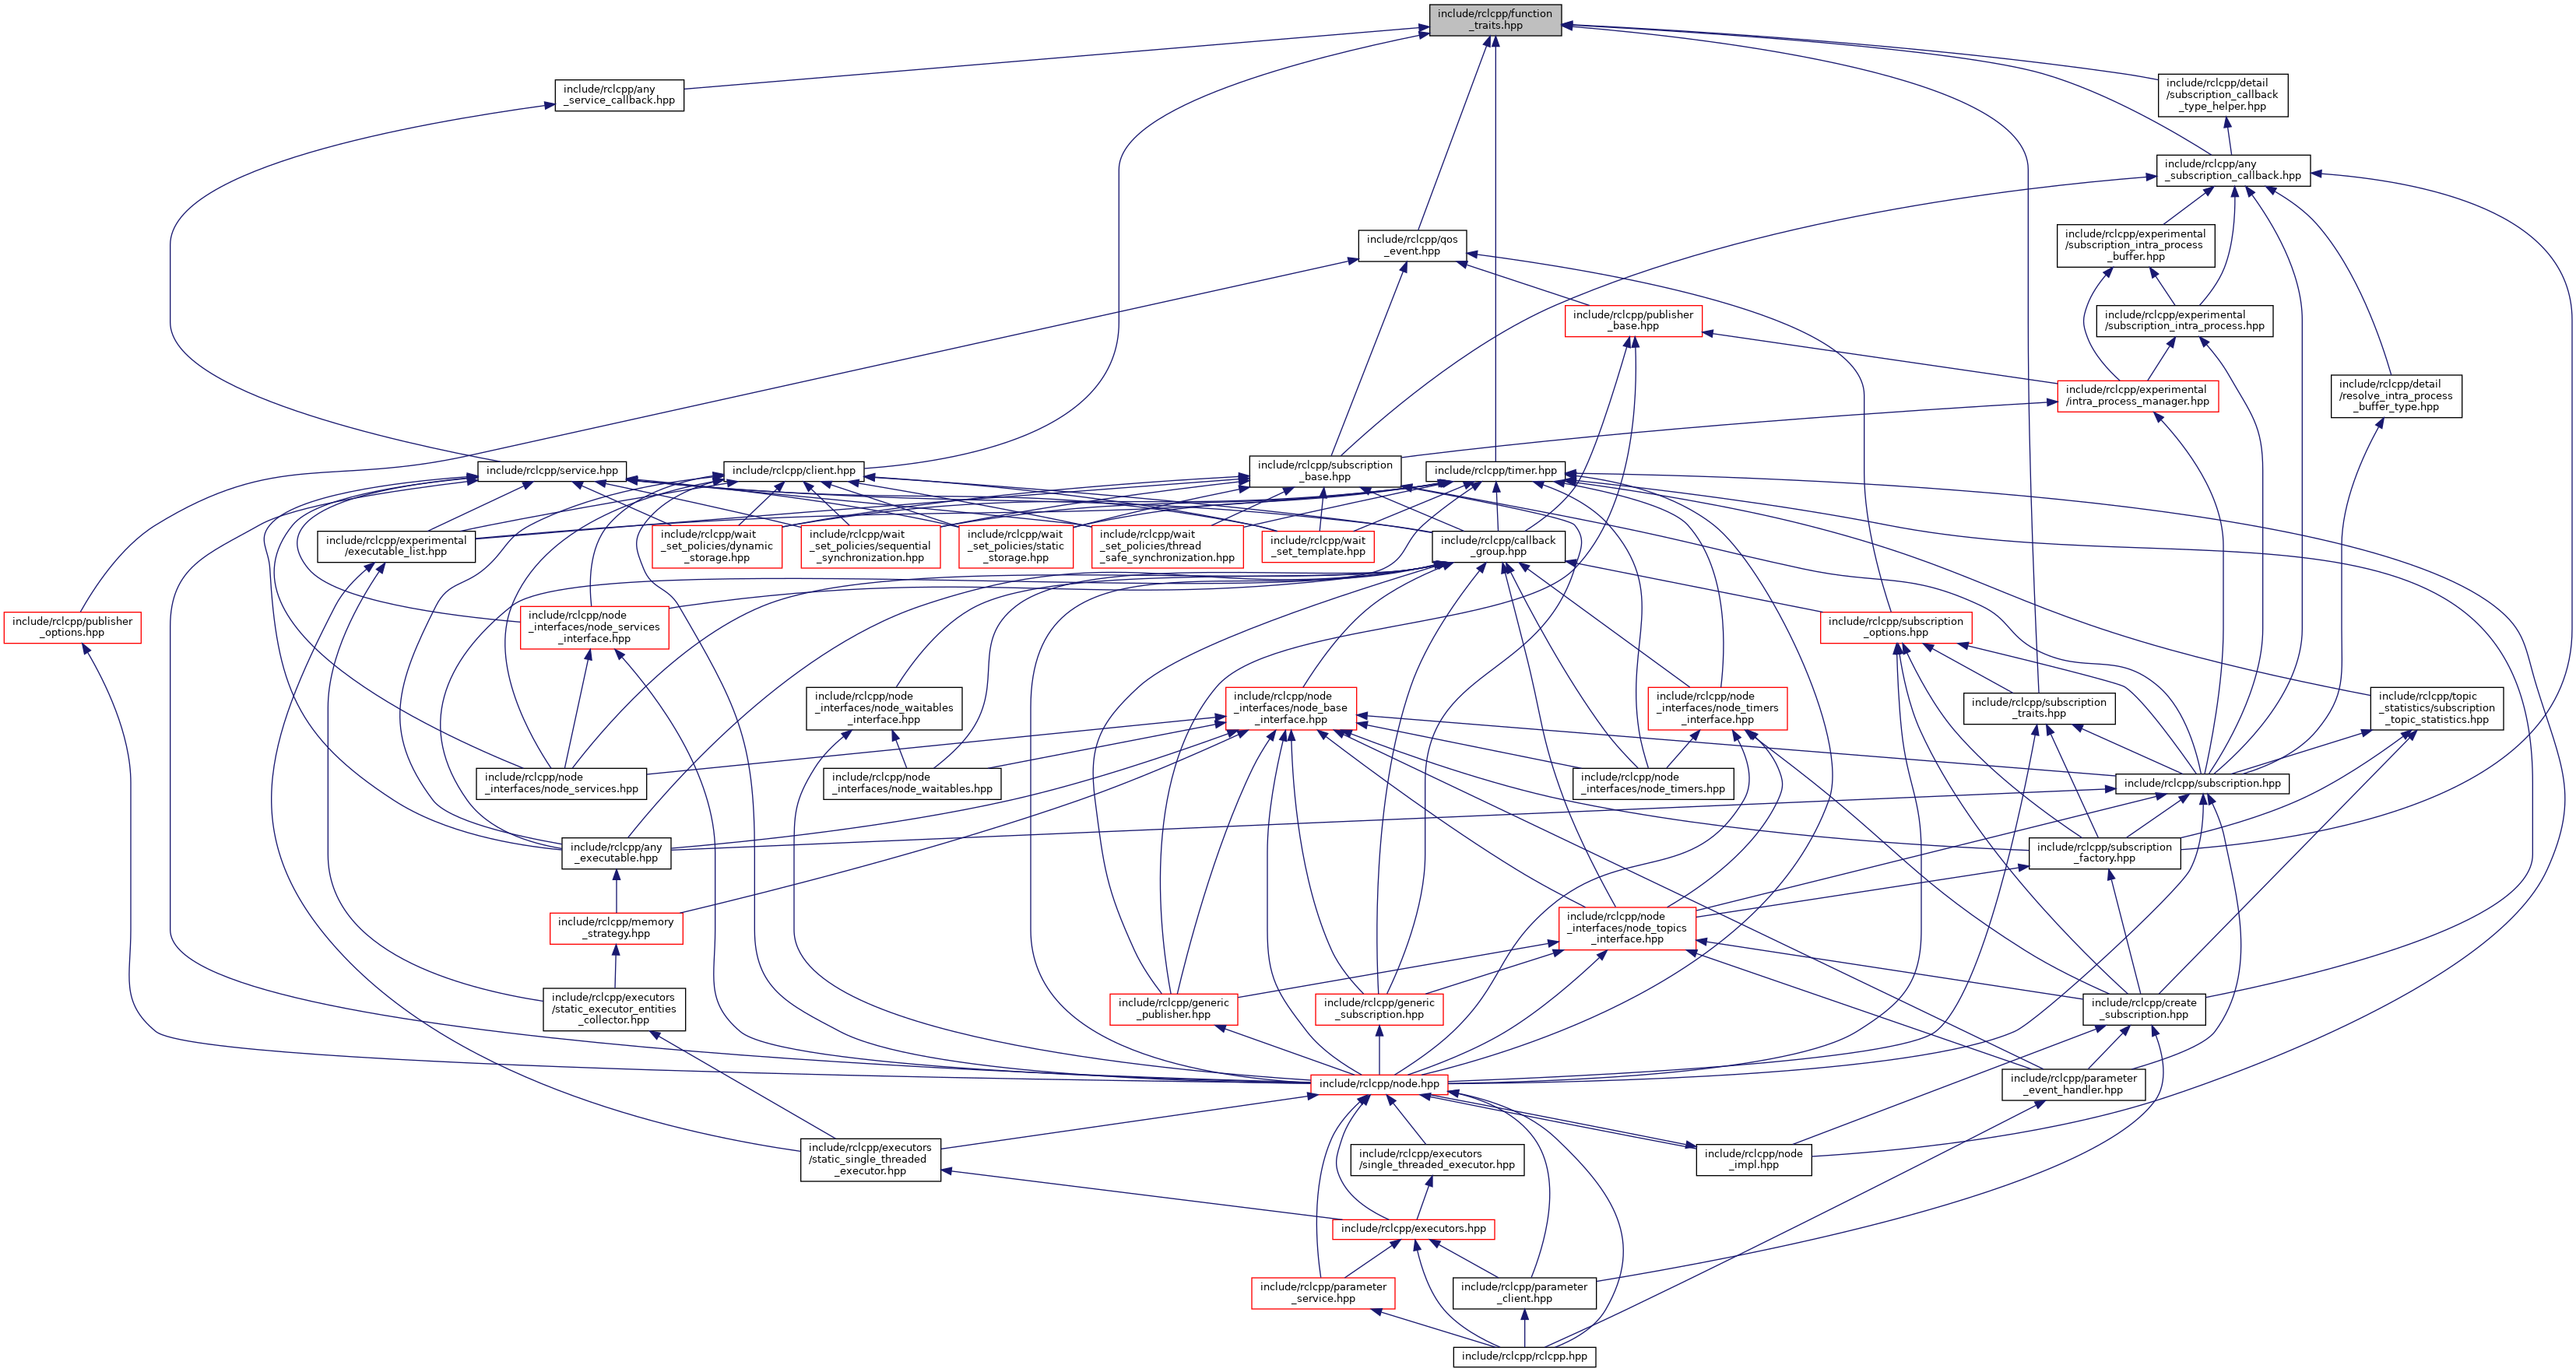 include/rclcpp/function
_traits.hpp
include/rclcpp/any
_service_callback.hpp
include/rclcpp/detail
/subscription_callback
_type_helper.hpp
include/rclcpp/any
_subscription_callback.hpp
include/rclcpp/qos
_event.hpp
include/rclcpp/experimental
/subscription_intra_process
_buffer.hpp
include/rclcpp/publisher
_base.hpp
include/rclcpp/experimental
/subscription_intra_process.hpp
include/rclcpp/experimental
/intra_process_manager.hpp
include/rclcpp/detail
/resolve_intra_process
_buffer_type.hpp
include/rclcpp/service.hpp
include/rclcpp/client.hpp
include/rclcpp/subscription
_base.hpp
include/rclcpp/timer.hpp
include/rclcpp/experimental
/executable_list.hpp
include/rclcpp/wait
_set_policies/dynamic
_storage.hpp
include/rclcpp/wait
_set_policies/sequential
_synchronization.hpp
include/rclcpp/wait
_set_policies/static
_storage.hpp
include/rclcpp/wait
_set_policies/thread
_safe_synchronization.hpp
include/rclcpp/wait
_set_template.hpp
include/rclcpp/callback
_group.hpp
include/rclcpp/publisher
_options.hpp
include/rclcpp/node
_interfaces/node_services
_interface.hpp
include/rclcpp/subscription
_options.hpp
include/rclcpp/node
_interfaces/node_waitables
_interface.hpp
include/rclcpp/node
_interfaces/node_base
_interface.hpp
include/rclcpp/node
_interfaces/node_timers
_interface.hpp
include/rclcpp/subscription
_traits.hpp
include/rclcpp/topic
_statistics/subscription
_topic_statistics.hpp
include/rclcpp/node
_interfaces/node_services.hpp
include/rclcpp/node
_interfaces/node_waitables.hpp
include/rclcpp/node
_interfaces/node_timers.hpp
include/rclcpp/subscription.hpp
include/rclcpp/any
_executable.hpp
include/rclcpp/subscription
_factory.hpp
include/rclcpp/memory
_strategy.hpp
include/rclcpp/node
_interfaces/node_topics
_interface.hpp
include/rclcpp/executors
/static_executor_entities
_collector.hpp
include/rclcpp/generic
_publisher.hpp
include/rclcpp/generic
_subscription.hpp
include/rclcpp/create
_subscription.hpp
include/rclcpp/node.hpp
include/rclcpp/parameter
_event_handler.hpp
include/rclcpp/executors
/static_single_threaded
_executor.hpp
include/rclcpp/executors
/single_threaded_executor.hpp
include/rclcpp/node
_impl.hpp
include/rclcpp/executors.hpp
include/rclcpp/parameter
_service.hpp
include/rclcpp/parameter
_client.hpp
include/rclcpp/rclcpp.hpp